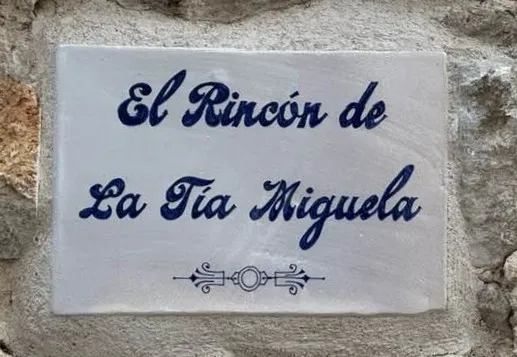 El Rincón de
La Tía Miguela